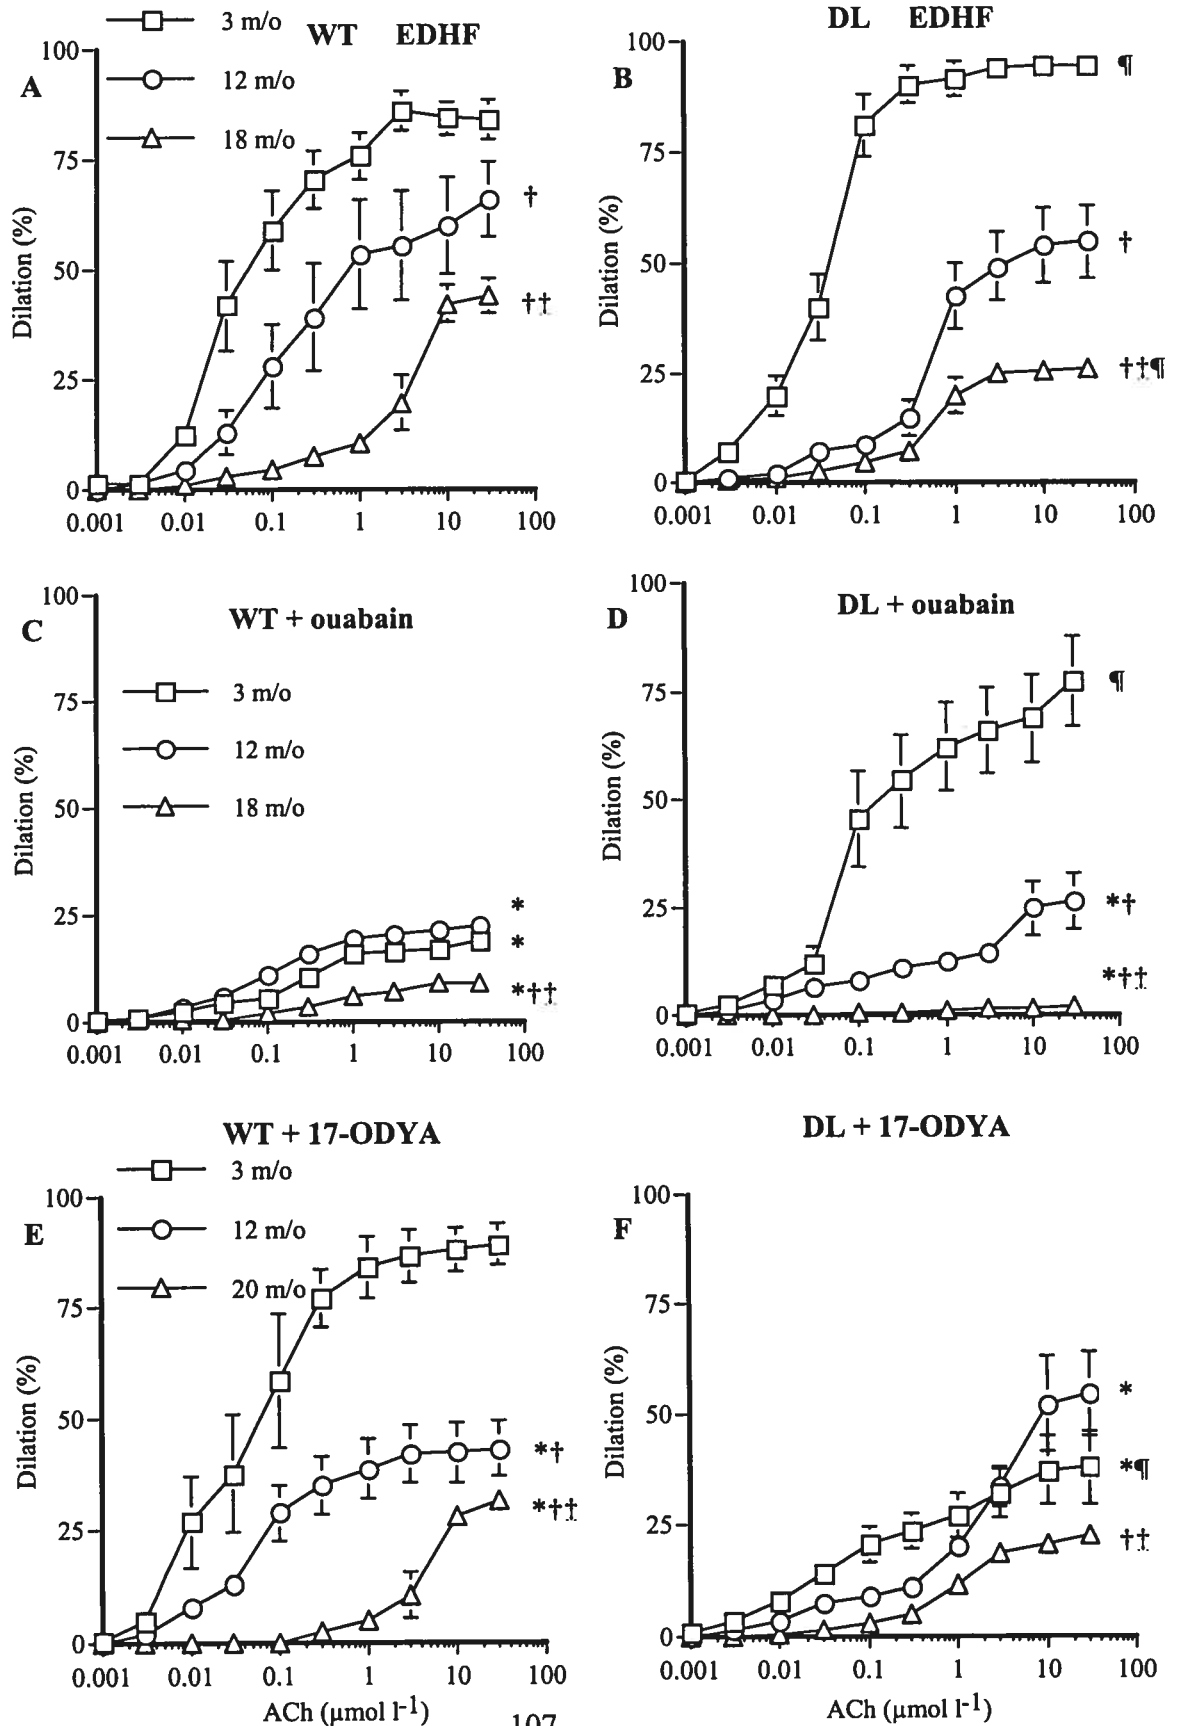 3 m/o
WT EDHF
A
12 m/o
18 m/o
100
75
50
25
0
Dilation (%)
†
††
0.001 0.01 0.1 1 10 100
DL EDHF
B
100
75
50
25
0
Dilation (%)
¶
†
†‡¶
0.001 0.01 0.1 1 10 100
C
WT + ouabain
3 m/o
12 m/o
18 m/o
100
75
50
25
0
Dilation (%)
*
*
*†‡
0.001 0.01 0.1 1 10 100
D
DL + ouabain
100
75
50
25
0
Dilation (%)
¶
*†
*†‡
0.001 0.01 0.1 1 10 100
WT + 17-ODYA
3 m/o
E
12 m/o
20 m/o
100
75
50
25
0
Dilation (%)
*†
*†‡
0.001 0.01 0.1 1 10 100
ACh (µmol l-1)
DL + 17-ODYA
F
100
75
50
25
0
Dilation (%)
*
*¶
†‡
0.001 0.01 0.1 1 10 100
ACh (µmol l-1)
107